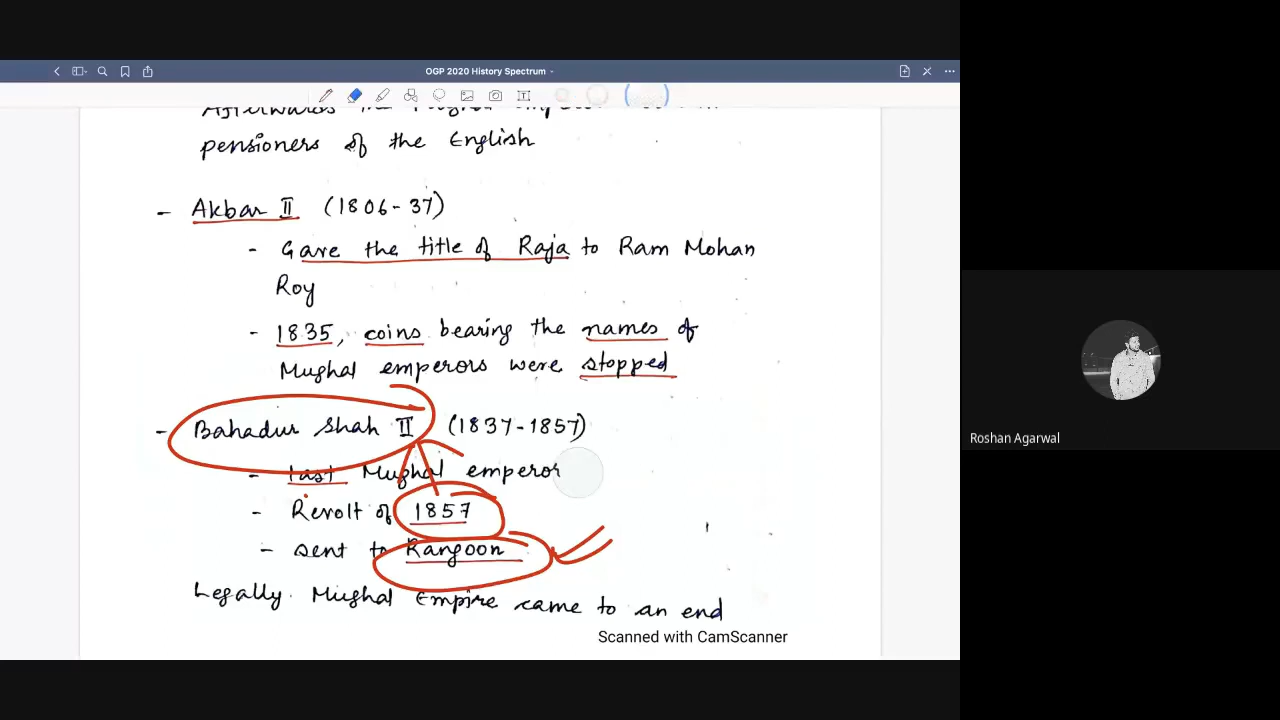 OGP 2020 History Spectrum
Afterwards the
pensioners of the English
- Akbar II (1806-37)
- Gave the title of Raja to Ram Mohan
Roy
- 1835, coins bearing the names of
Mughal emperors were stopped
- Bahadur Shah II (1837-1857)
- Last Mughal emperor
- Revolt of 1857
- sent to Rangoon
Legally Mughal Empire came to an end
Scanned with CamScanner
Roshan Agarwal